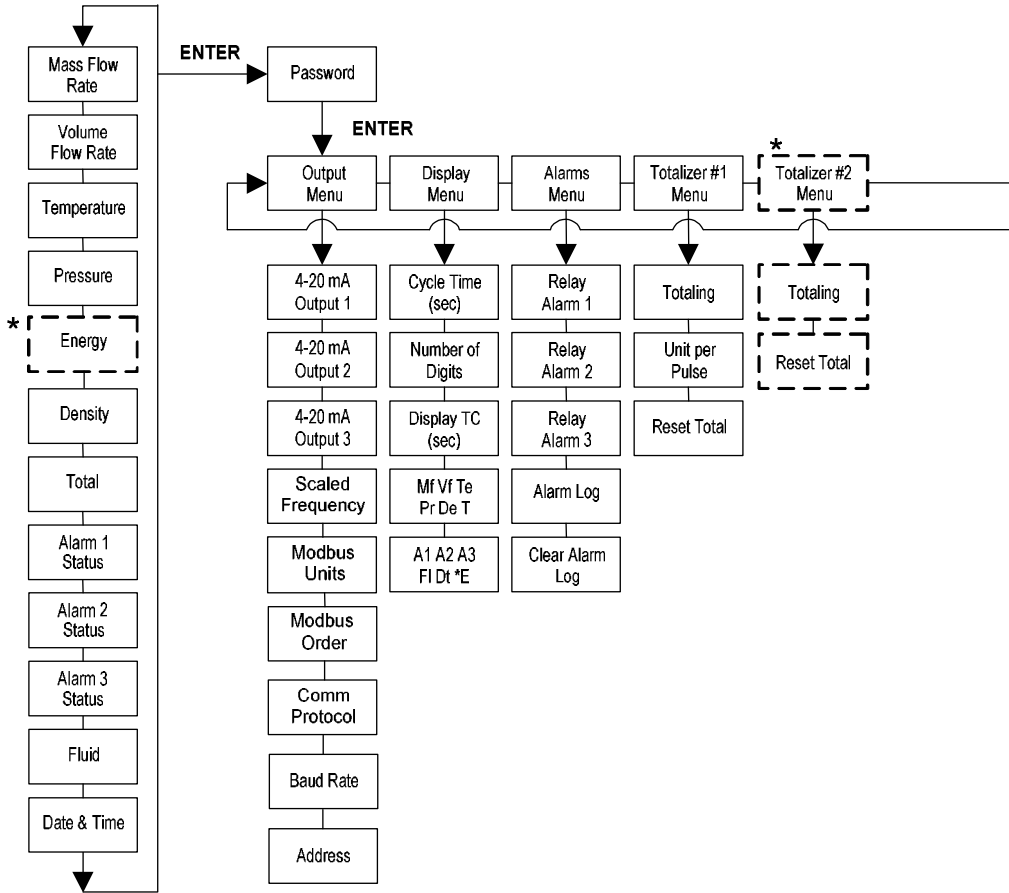 ENTER
Mass Flow
Rate
Volume
Flow Rate
Temperature
Pressure
*
Energy
Density
Total
Alarm 1
Status
Alarm 2
Status
Alarm 3
Status
Fluid
Date & Time
Password
ENTER
Output
Menu
Display
Menu
Alarms
Menu
Totalizer #1
Menu
*
Totalizer #2
Menu
4-20 mA
Output 1
4-20 mA
Output 2
4-20 mA
Output 3
Scaled
Frequency
Modbus
Units
Modbus
Order
Comm
Protocol
Baud Rate
Address
Cycle Time
(sec)
Number of
Digits
Display TC
(sec)
Mf Vf Te
Pr De T
A1 A2 A3
Fl Dt *E
Relay
Alarm 1
Relay
Alarm 2
Relay
Alarm 3
Alarm Log
Clear Alarm
Log
Totaling
Unit per
Pulse
Reset Total
Totaling
Reset Total